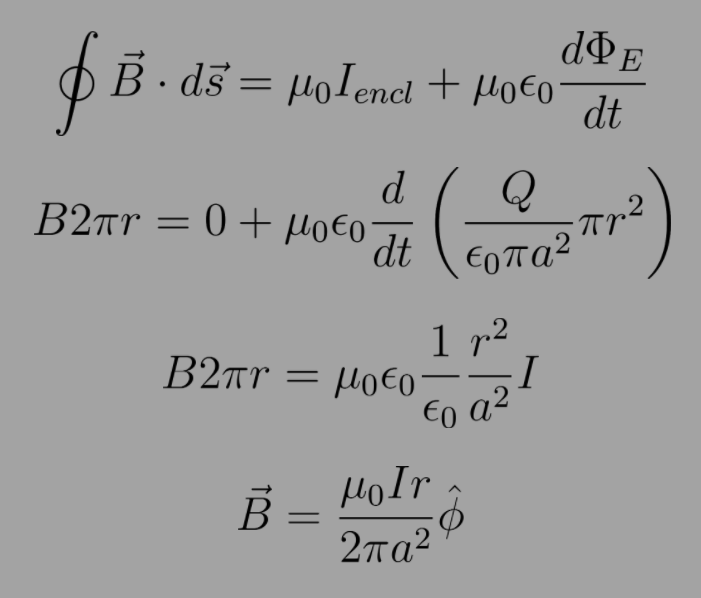 $\oint \vec{B} \cdot d\vec{s} = \mu_0 I_{encl} + \mu_0 \epsilon_0 \frac{d\Phi_E}{dt}$
$B2\pi r = 0 + \mu_0 \epsilon_0 \frac{d}{dt} \left( \frac{Q}{\epsilon_0 \pi a^2} \pi r^2 \right)$
$B2\pi r = \mu_0 \epsilon_0 \frac{1}{\epsilon_0} \frac{r^2}{a^2} I$
$\vec{B} = \frac{\mu_0 I r}{2\pi a^2} \hat{\phi}$